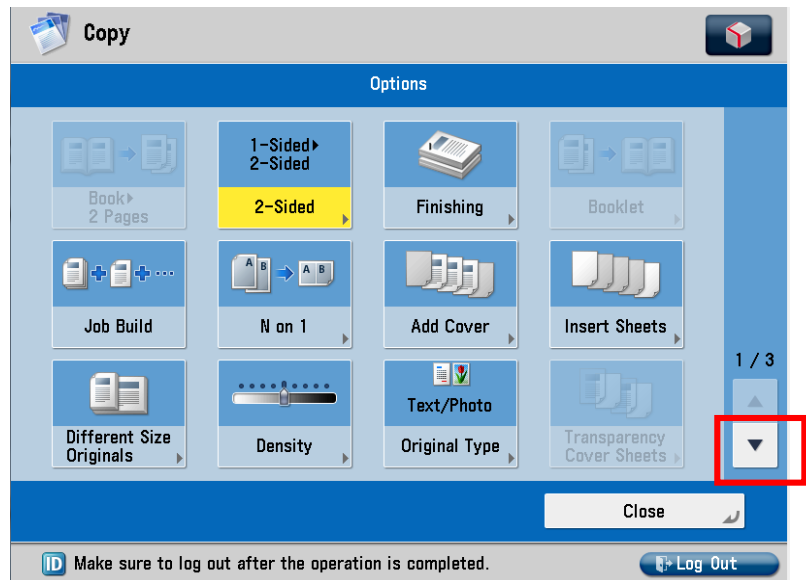 Copy
Options
Book▸
2 Pages
1-Sided▸
2-Sided
2-Sided
Finishing
Booklet
Job Build
A B → A B
N on 1
Add Cover
Insert Sheets
1 / 3
Different Size
Originals
Density
Text/Photo
Original Type
Transparency
Cover Sheets
Close
ID Make sure to log out after the operation is completed.
Log Out